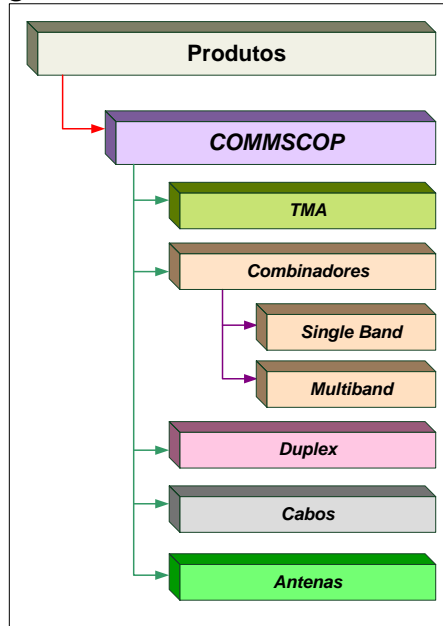 Produtos
COMMSCOP
TMA
Combinadores
Single Band
Multiband
Duplex
Cabos
Antenas